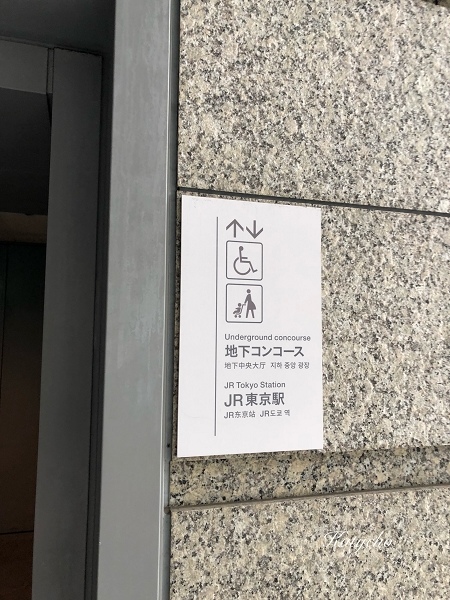 Underground concourse
地下コンコース
地下中央大厅 지하 중앙 광장
JR Tokyo Station
JR東京駅
JR东京站 JR도쿄 역